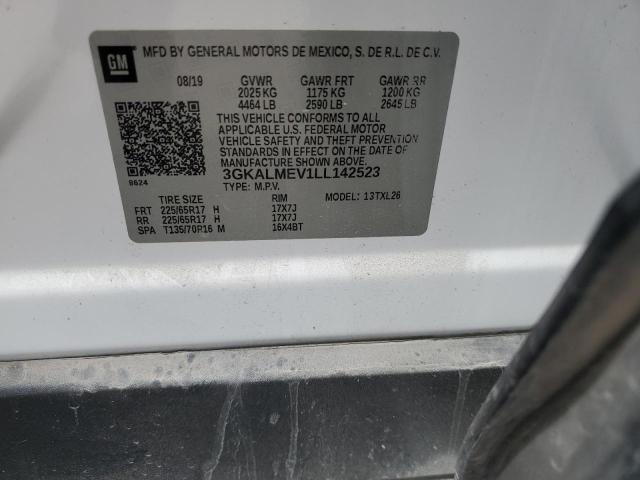 GM
MFD BY GENERAL MOTORS DE MEXICO, S. DE R.L. DE C.V.
08/19 GVWR GAWR FRT GAWR RR
2025 KG 1175 KG 1200 KG
4464 LB 2590 LB 2645 LB
THIS VEHICLE CONFORMS TO ALL
APPLICABLE U.S. FEDERAL MOTOR
VEHICLE SAFETY AND THEFT PREVENTION
STANDARDS IN EFFECT ON THE DATE OF
MANUFACTURE SHOWN ABOVE.
3GKALMEV1LL142523
8624
TYPE: M.P.V. MODEL: 13TXL26
TIRE SIZE RIM
FRT 225/65R17 H 17X7J
RR 225/65R17 H 17X7J
SPA T135/70R16 M 16X4BT